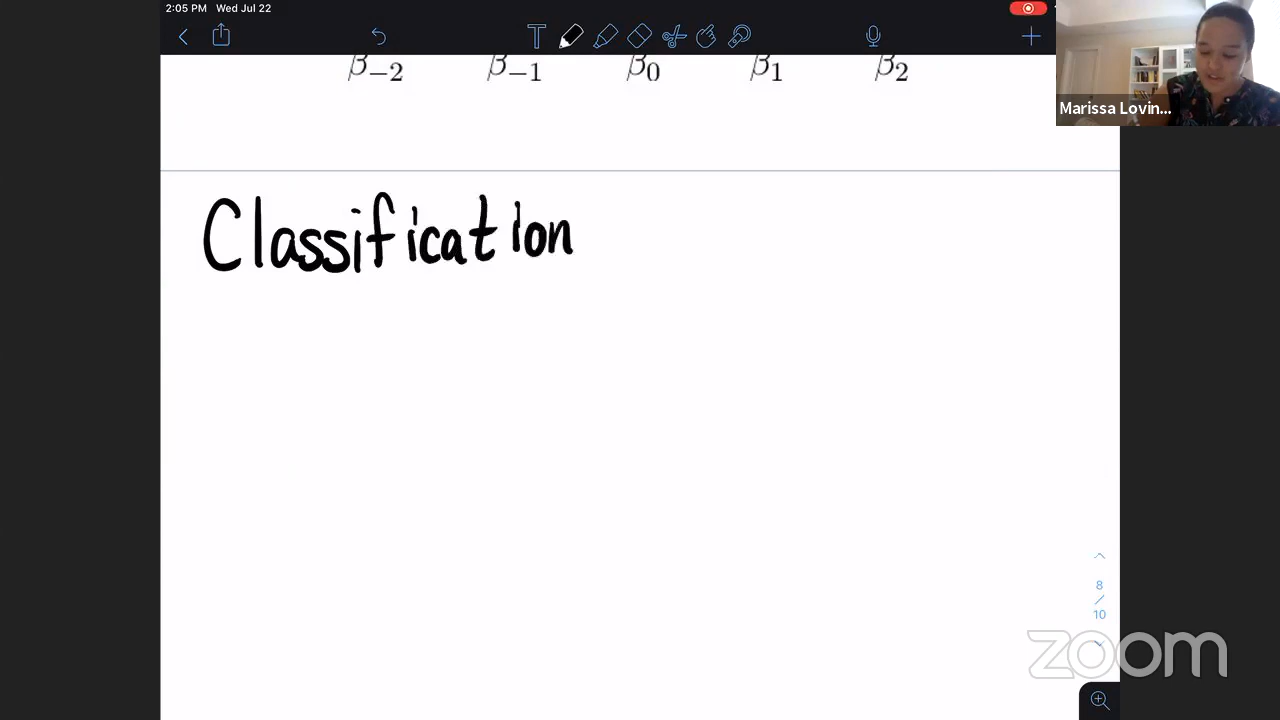 2:05 PM Wed Jul 22
β₋₂ β₋₁ β₀ β₁ β₂
Marissa Lovin...
Classification
8
/
10
zoom